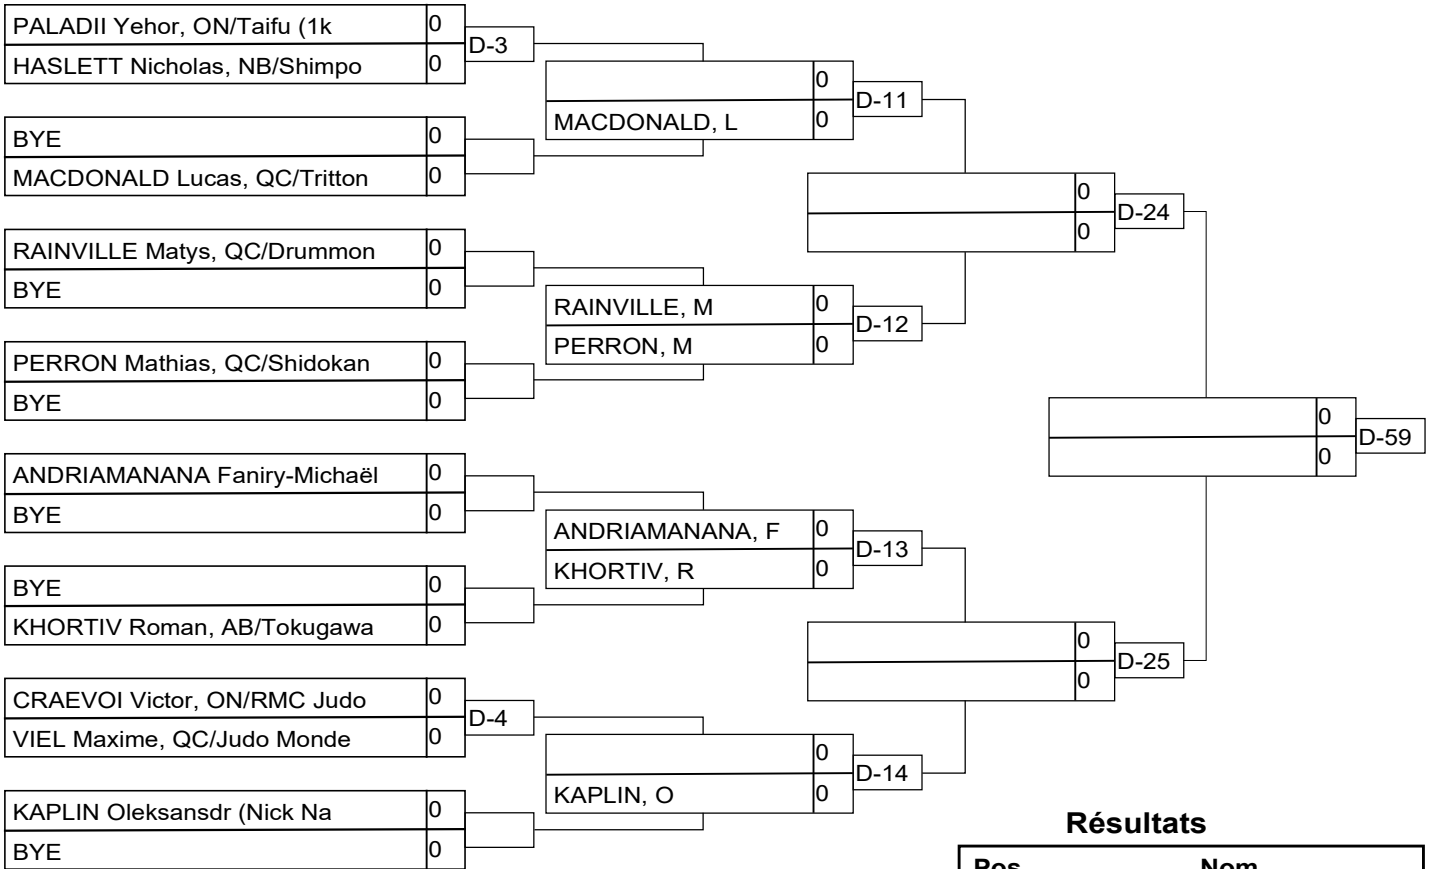 PALADII Yehor, ON/Taifu (1k 0
HASLETT Nicholas, NB/Shimpo 0
D-3
BYE 0
MACDONALD Lucas, QC/Tritton 0
RAINVILLE Matys, QC/Drummon 0
BYE 0
PERRON Mathias, QC/Shidokan 0
BYE 0
ANDRIAMANANA Faniry-Michaël 0
BYE 0
BYE 0
KHORTIV Roman, AB/Tokugawa 0
CRAEVOI Victor, ON/RMC Judo 0
VIEL Maxime, QC/Judo Monde 0
D-4
KAPLIN Oleksansdr (Nick Na 0
BYE 0
0
MACDONALD, L 0
D-11
RAINVILLE, M 0
PERRON, M 0
D-12
ANDRIAMANANA, F 0
KHORTIV, R 0
D-13
0
KAPLIN, O 0
D-14
0
0
D-24
0
0
D-25
0
0
D-59
Résultats
Pos Nom